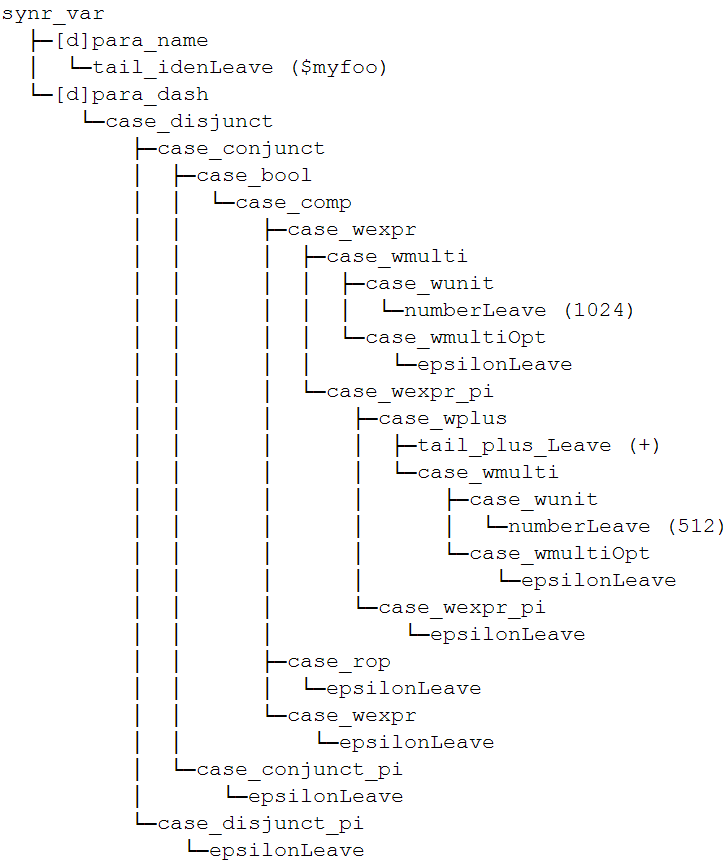 synr_var
├─[d]para_name
│ └─tail_idenLeave ($myfoo)
└─[d]para_dash
└─case_disjunct
├─case_conjunct
│ ├─case_bool
│ │ └─case_comp
│ │ ├─case_wexpr
│ │ │ ├─case_wmulti
│ │ │ │ ├─case_wunit
│ │ │ │ │ └─numberLeave (1024)
│ │ │ │ └─case_wmultiOpt
│ │ │ │ └─epsilonLeave
│ │ │ └─case_wexpr_pi
│ │ │ ├─case_wplus
│ │ │ │ ├─tail_plus_Leave (+)
│ │ │ │ └─case_wmulti
│ │ │ │ ├─case_wunit
│ │ │ │ │ └─numberLeave (512)
│ │ │ │ └─case_wmultiOpt
│ │ │ │ └─epsilonLeave
│ │ │ └─case_wexpr_pi
│ │ │ └─epsilonLeave
│ │ ├─case_rop
│ │ │ └─epsilonLeave
│ │ └─case_wexpr
│ │ └─epsilonLeave
│ └─case_conjunct_pi
│ └─epsilonLeave
└─case_disjunct_pi
└─epsilonLeave